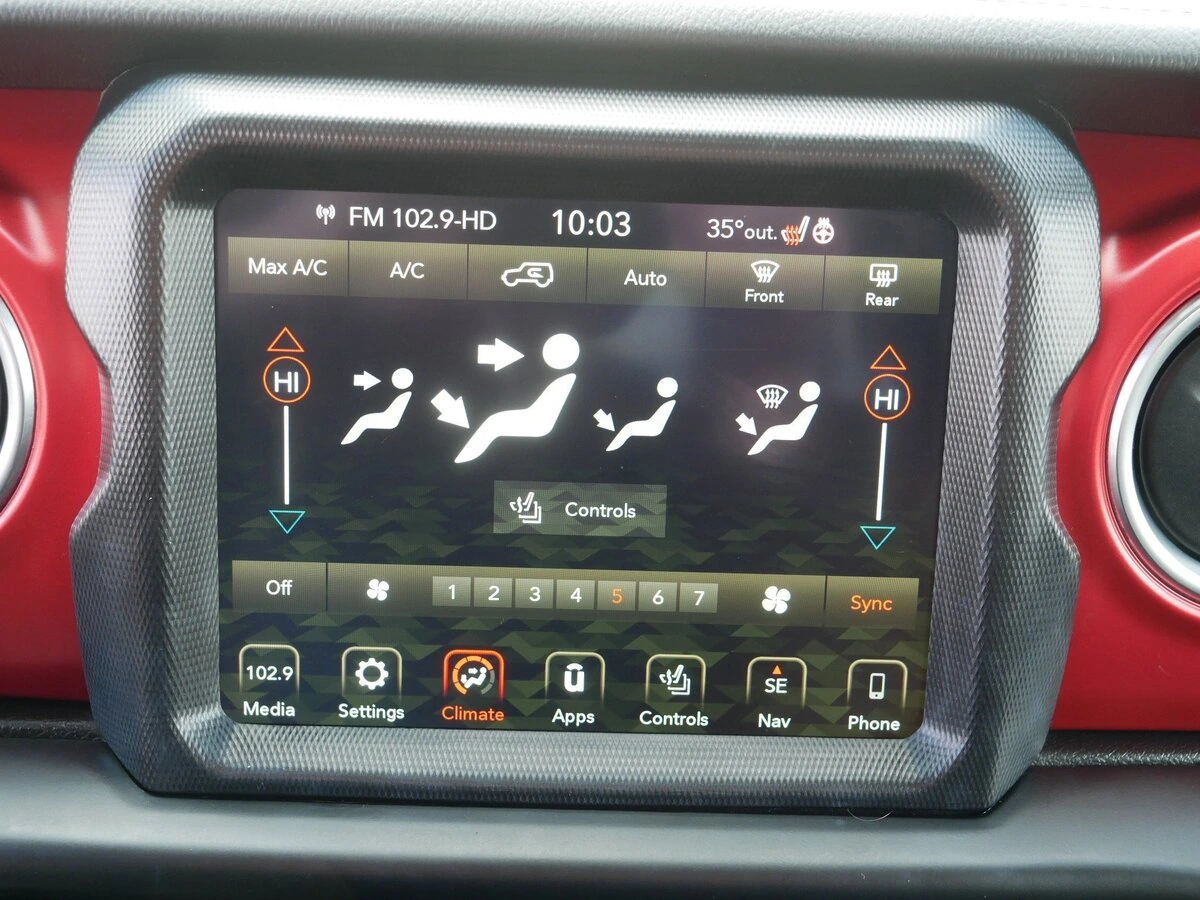 FM 102.9-HD 10:03 35°out.
Max A/C A/C Auto Front Rear
HI HI
Controls
Off 1 2 3 4 5 6 7 Sync
102.9 SE
Media Settings Climate Apps Controls Nav Phone